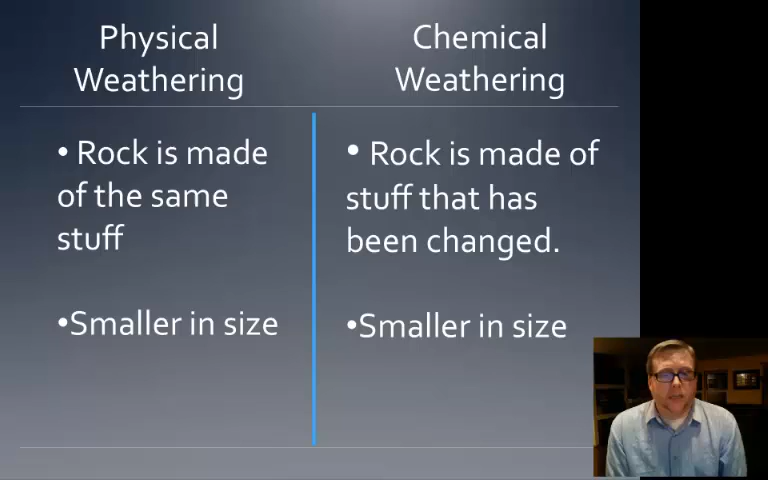 Physical
Weathering
• Rock is made
of the same
stuff
•Smaller in size
Chemical
Weathering
• Rock is made of
stuff that has
been changed.
•Smaller in size